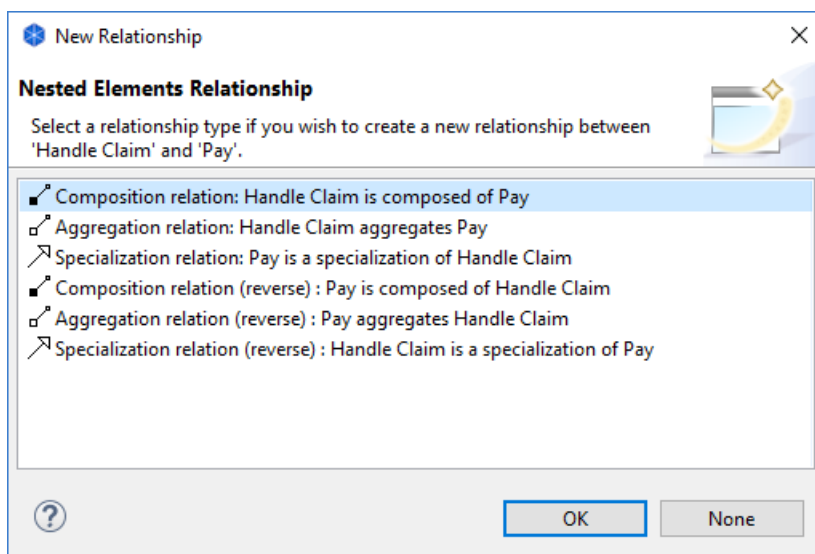 New Relationship
Nested Elements Relationship
Select a relationship type if you wish to create a new relationship between
'Handle Claim' and 'Pay'.
Composition relation: Handle Claim is composed of Pay
Aggregation relation: Handle Claim aggregates Pay
Specialization relation: Pay is a specialization of Handle Claim
Composition relation (reverse) : Pay is composed of Handle Claim
Aggregation relation (reverse) : Pay aggregates Handle Claim
Specialization relation (reverse) : Handle Claim is a specialization of Pay
? OK None